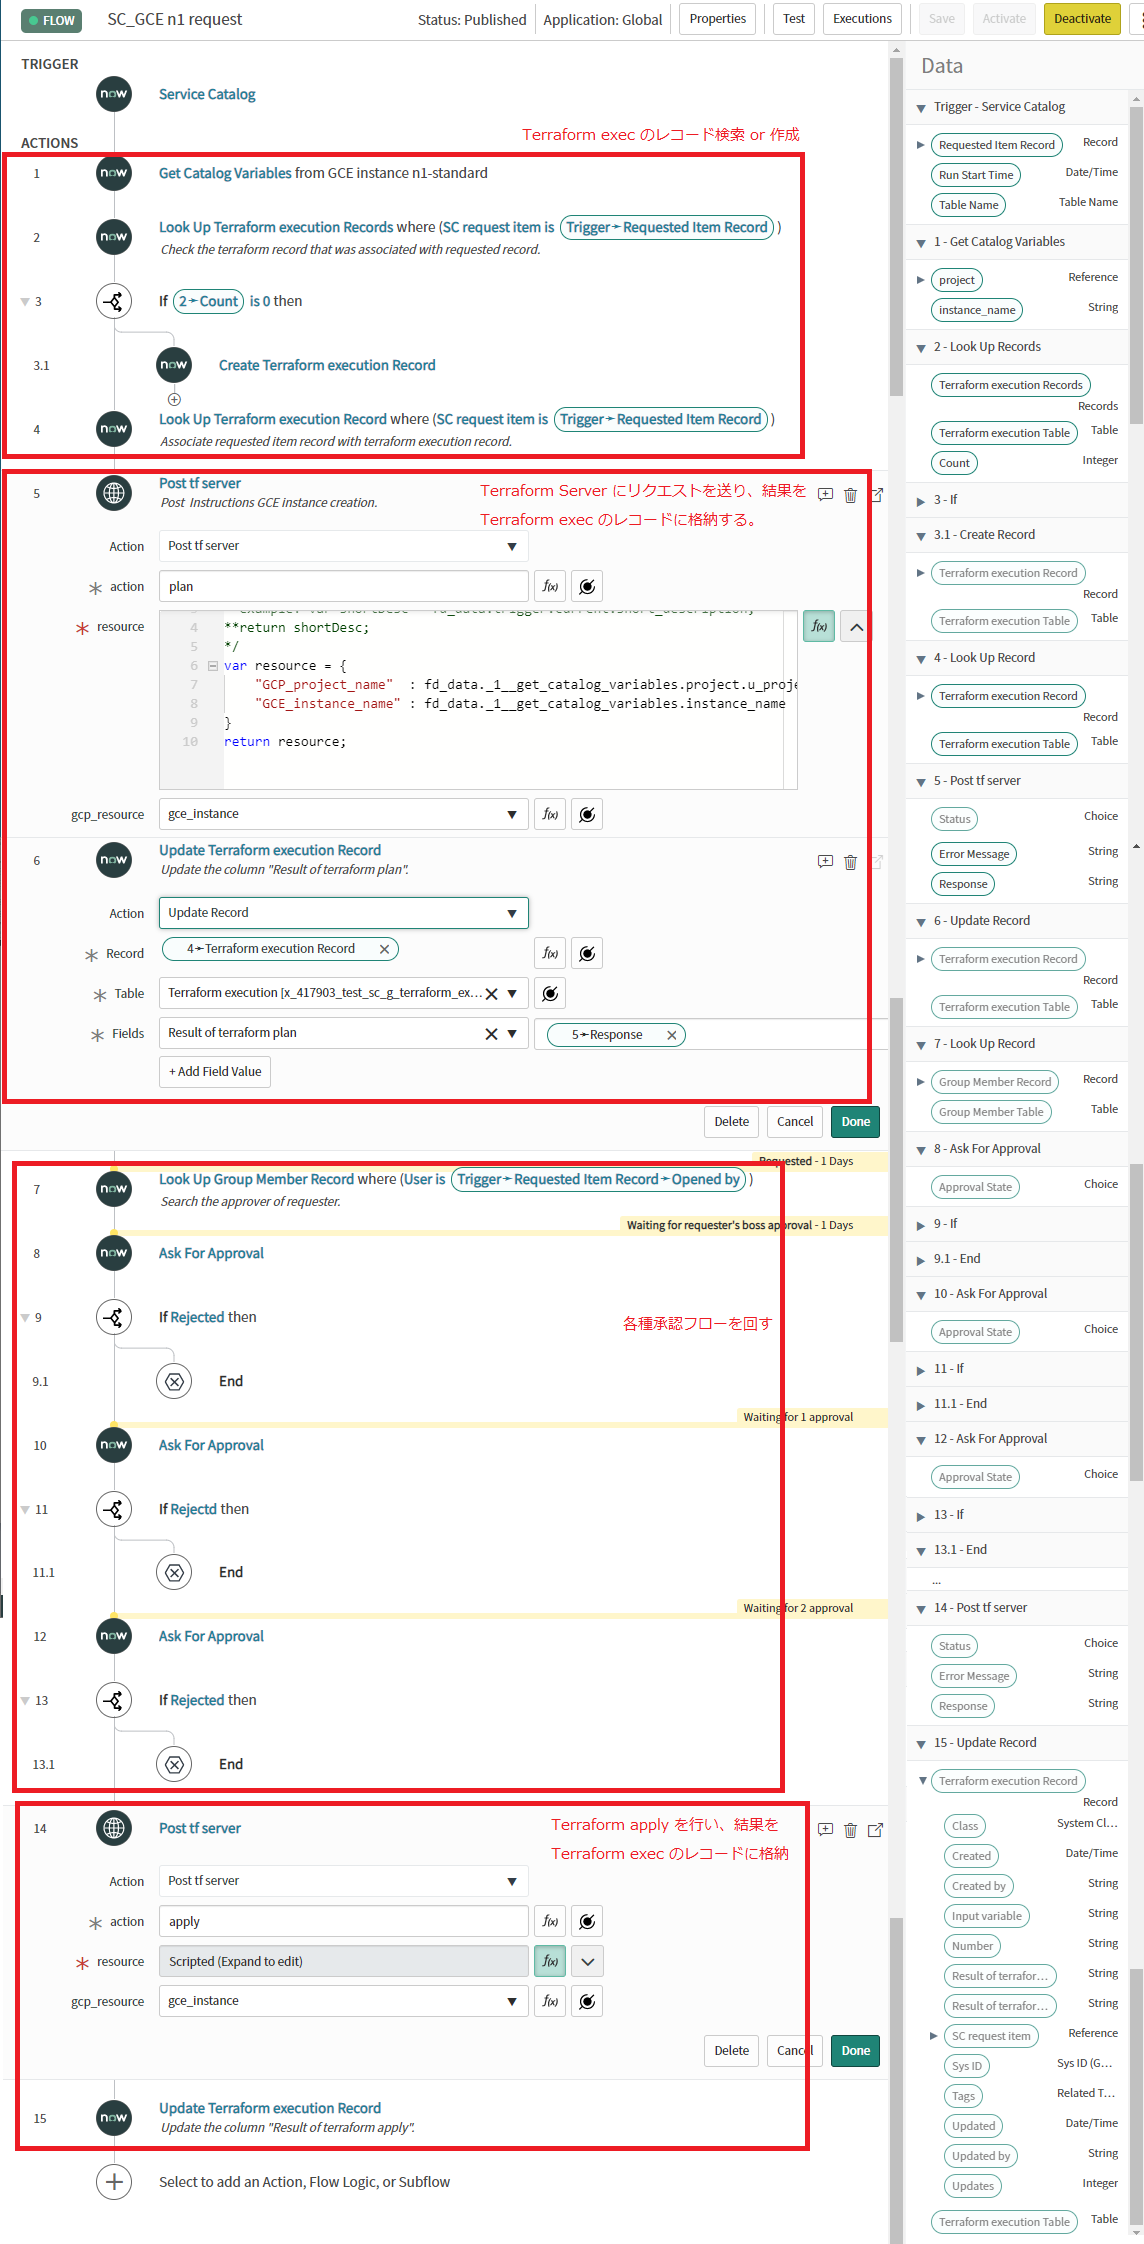 FLOW
SC_GCE n1 request
Status: Published
Application: Global
Properties
Test
Executions
Save
Activate
Deactivate
TRIGGER
now
Service Catalog
ACTIONS
Terraform exec のレコード検索 or 作成
1
now
Get Catalog Variables from GCE instance n1-standard
2
now
Look Up Terraform execution Records where (SC request item is Trigger➛Requested Item Record )
Check the terraform record that was associated with requested record.
3
If 2➛Count is 0 then
3.1
now
Create Terraform execution Record
4
now
Look Up Terraform execution Record where (SC request item is Trigger➛Requested Item Record )
Associate requested item record with terraform execution record.
5
Post tf server
Post Instructions GCE instance creation.
Terraform Server にリクエストを送り、結果を
Terraform exec のレコードに格納する。
Action
Post tf server
action
plan
f(x)
resource
4 **return shortDesc;
5 */
6 var resource = {
7 "GCP_project_name" : fd_data._1__get_catalog_variables.project.u_proje
8 "GCE_instance_name" : fd_data._1__get_catalog_variables.instance_name
9 }
10 return resource;
f(x)
gcp_resource
gce_instance
f(x)
6
now
Update Terraform execution Record
Update the column "Result of terraform plan".
Action
Update Record
Record
4➛Terraform execution Record
f(x)
Table
Terraform execution [x_417903_test_sc_g_terraform_ex...
Fields
Result of terraform plan
5➛Response
+ Add Field Value
Delete
Cancel
Done
Requested - 1 Days
7
now
Look Up Group Member Record where (User is Trigger➛Requested Item Record➛Opened by )
Search the approver of requester.
Waiting for requester's boss approval - 1 Days
8
now
Ask For Approval
9
If Rejected then
各種承認フローを回す
9.1
End
Waiting for 1 approval
10
now
Ask For Approval
11
If Rejectd then
11.1
End
Waiting for 2 approval
12
now
Ask For Approval
13
If Rejected then
13.1
End
14
Post tf server
Terraform apply を行い、結果を
Terraform exec のレコードに格納
Action
Post tf server
action
apply
f(x)
resource
Scripted (Expand to edit)
f(x)
gcp_resource
gce_instance
f(x)
Delete
Cancel
Done
15
now
Update Terraform execution Record
Update the column "Result of terraform apply".
Select to add an Action, Flow Logic, or Subflow
Data
Trigger - Service Catalog
Requested Item Record
Record
Run Start Time
Date/Time
Table Name
Table Name
1 - Get Catalog Variables
project
Reference
instance_name
String
2 - Look Up Records
Terraform execution Records
Records
Terraform execution Table
Table
Count
Integer
3 - If
3.1 - Create Record
Terraform execution Record
Record
Terraform execution Table
Table
4 - Look Up Record
Terraform execution Record
Record
Terraform execution Table
Table
5 - Post tf server
Status
Choice
Error Message
String
Response
String
6 - Update Record
Terraform execution Record
Record
Terraform execution Table
Table
7 - Look Up Record
Group Member Record
Record
Group Member Table
Table
8 - Ask For Approval
Approval State
Choice
9 - If
9.1 - End
10 - Ask For Approval
Approval State
Choice
11 - If
11.1 - End
12 - Ask For Approval
Approval State
Choice
13 - If
13.1 - End
...
14 - Post tf server
Status
Choice
Error Message
String
Response
String
15 - Update Record
Terraform execution Record
Record
Class
System Cl...
Created
Date/Time
Created by
String
Input variable
String
Number
String
Result of terrafor...
String
Result of terrafor...
String
SC request item
Reference
Sys ID
Sys ID (G...
Tags
Related T...
Updated
Date/Time
Updated by
String
Updates
Integer
Terraform execution Table
Table